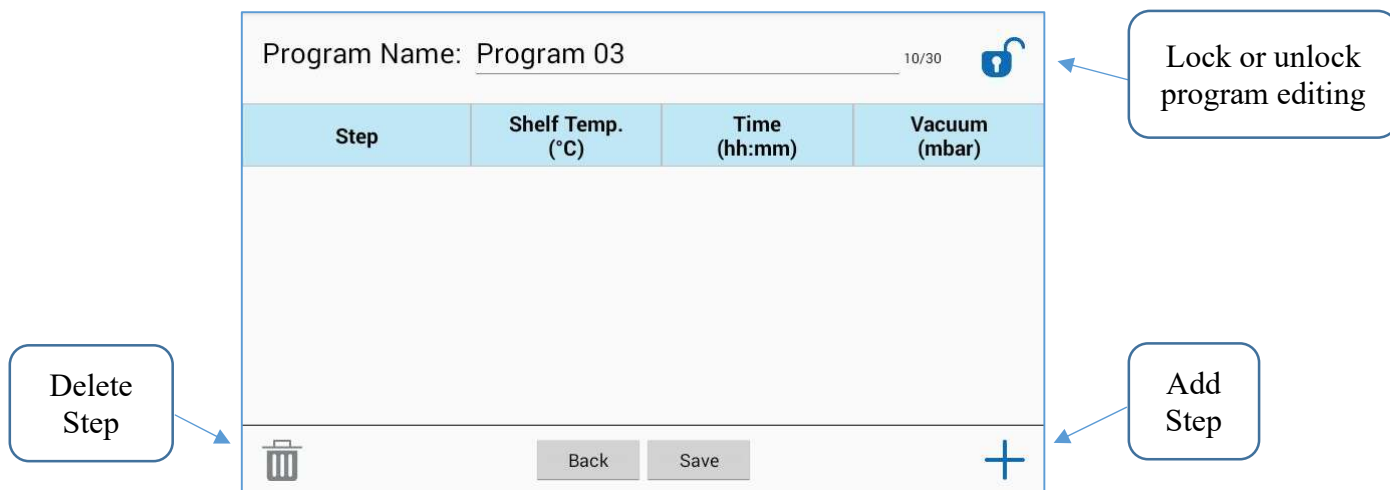 Program Name: Program 03 10/30
Lock or unlock
program editing
Step
Shelf Temp.
(°C)
Time
(hh:mm)
Vacuum
(mbar)
Delete
Step
Add
Step
Back
Save